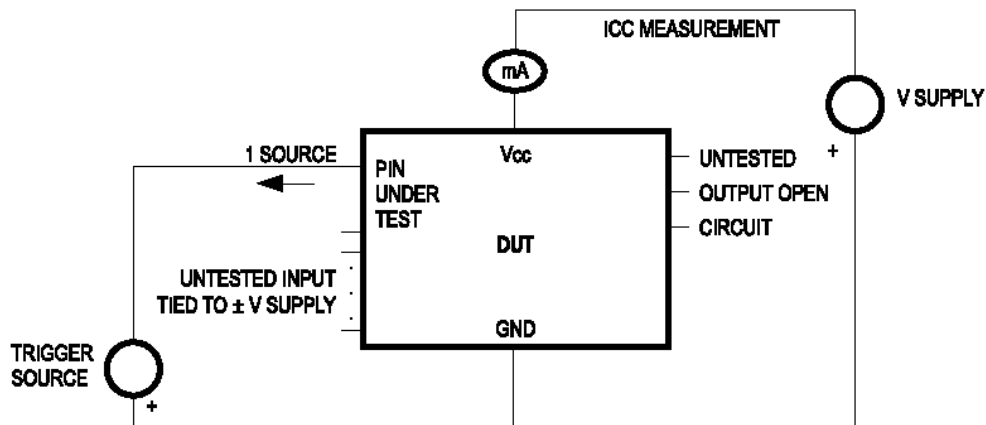 ICC MEASUREMENT
mA
V SUPPLY
+
1 SOURCE
Vcc
PIN
UNDER
TEST
UNTESTED
OUTPUT OPEN
CIRCUIT
DUT
UNTESTED INPUT
TIED TO ± V SUPPLY
GND
TRIGGER
SOURCE
+